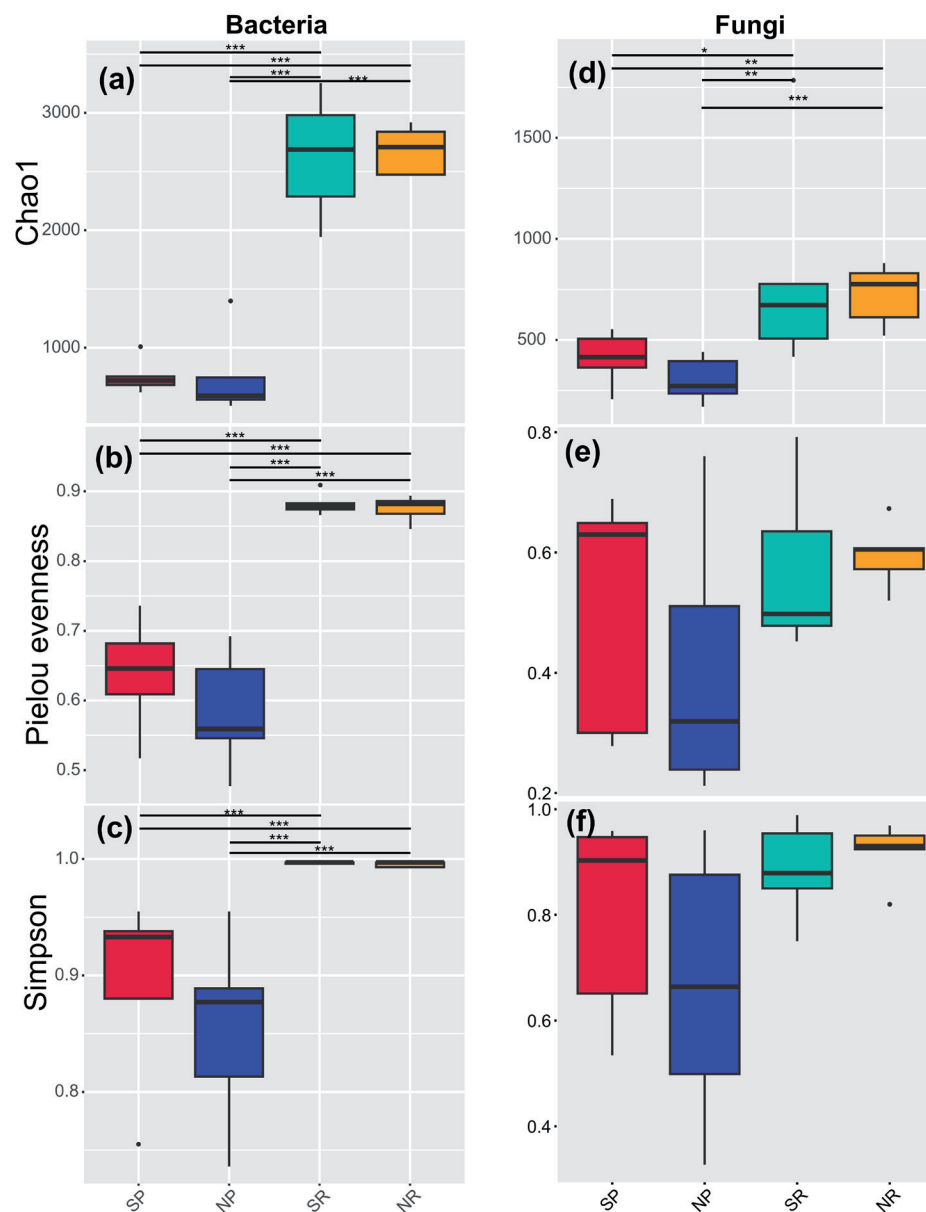 Bacteria
Fungi
(a)
***
***
***
***
3000
2000
1000
Chao1
(d)
*
**
**
***
1500
1000
500
(b)
***
***
***
***
0.9
0.8
0.7
0.6
0.5
Pielou evenness
(e)
0.8
0.6
0.4
0.2
(c)
***
***
***
***
1.0
0.9
0.8
Simpson
(f)
1.0
0.8
0.6
0.4
SP
NP
SR
NR
SP
NP
SR
NR